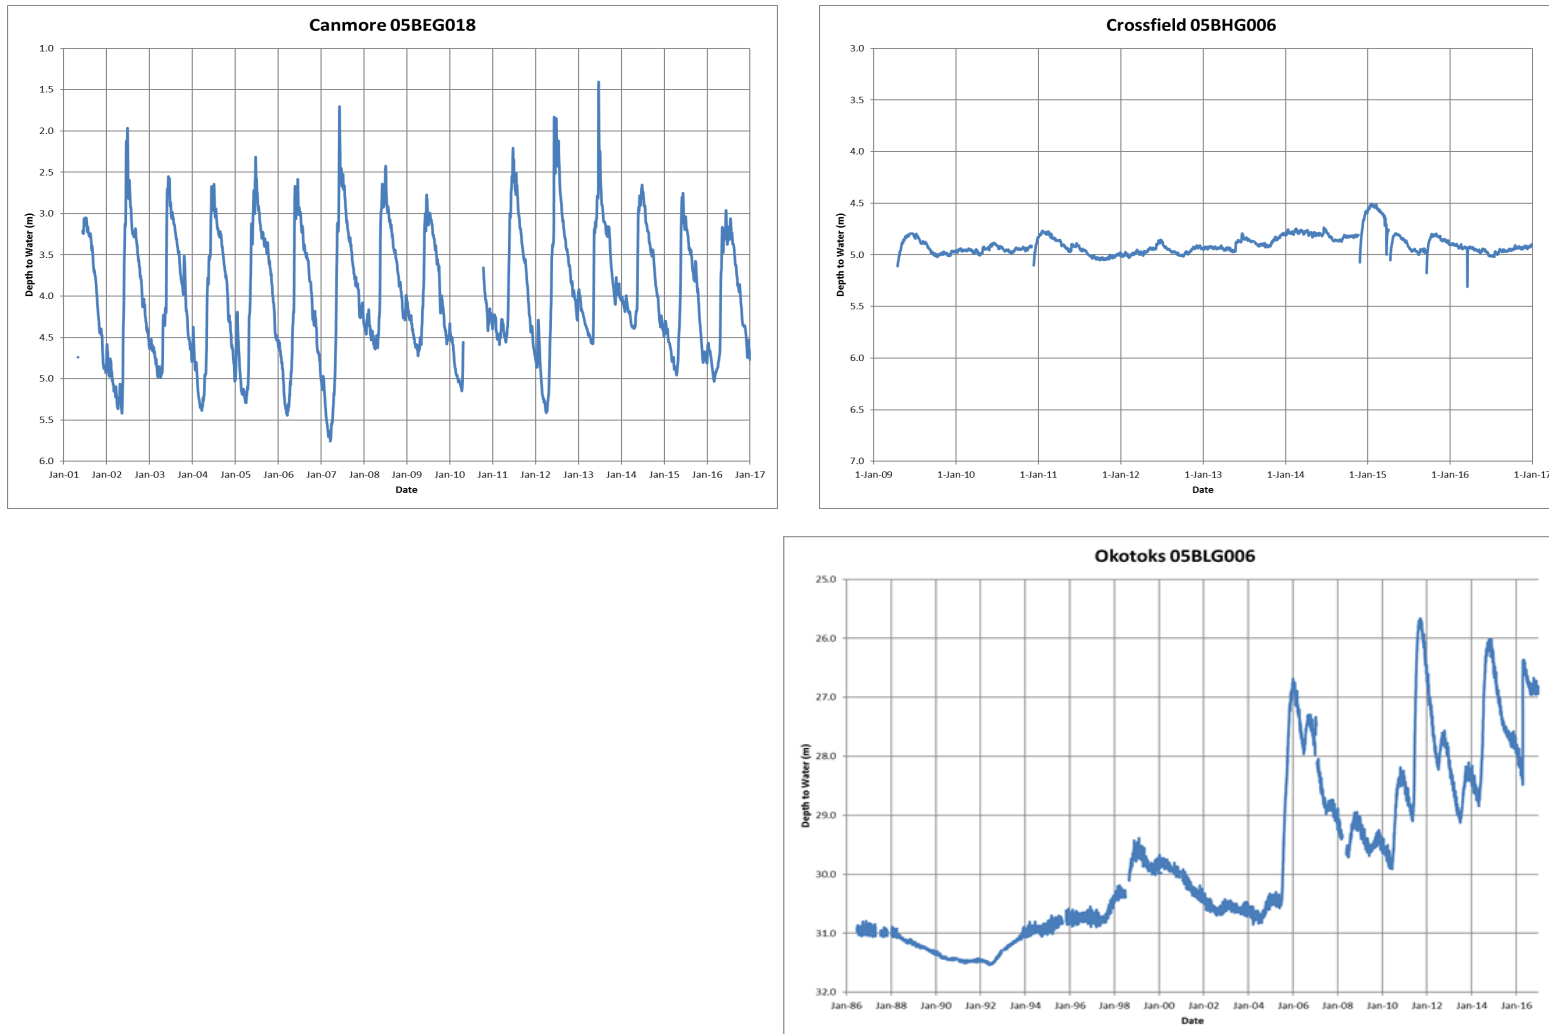 Canmore 05BEG018
1.0
1.5
2.0
2.5
3.0
3.5
4.0
4.5
5.0
5.5
6.0
Depth to Water (m)
Jan-01 Jan-02 Jan-03 Jan-04 Jan-05 Jan-06 Jan-07 Jan-08 Jan-09 Jan-10 Jan-11 Jan-12 Jan-13 Jan-14 Jan-15 Jan-16 Jan-17
Date
Crossfield 05BHG006
3.0
3.5
4.0
4.5
5.0
5.5
6.0
6.5
7.0
Depth to Water (m)
1-Jan-09 1-Jan-10 1-Jan-11 1-Jan-12 1-Jan-13 1-Jan-14 1-Jan-15 1-Jan-16 1-Jan-17
Date
Okotoks 05BLG006
25.0
26.0
27.0
28.0
29.0
30.0
31.0
32.0
Depth to Water (m)
Jan-86 Jan-88 Jan-90 Jan-92 Jan-94 Jan-96 Jan-98 Jan-00 Jan-02 Jan-04 Jan-06 Jan-08 Jan-10 Jan-12 Jan-14 Jan-16
Date